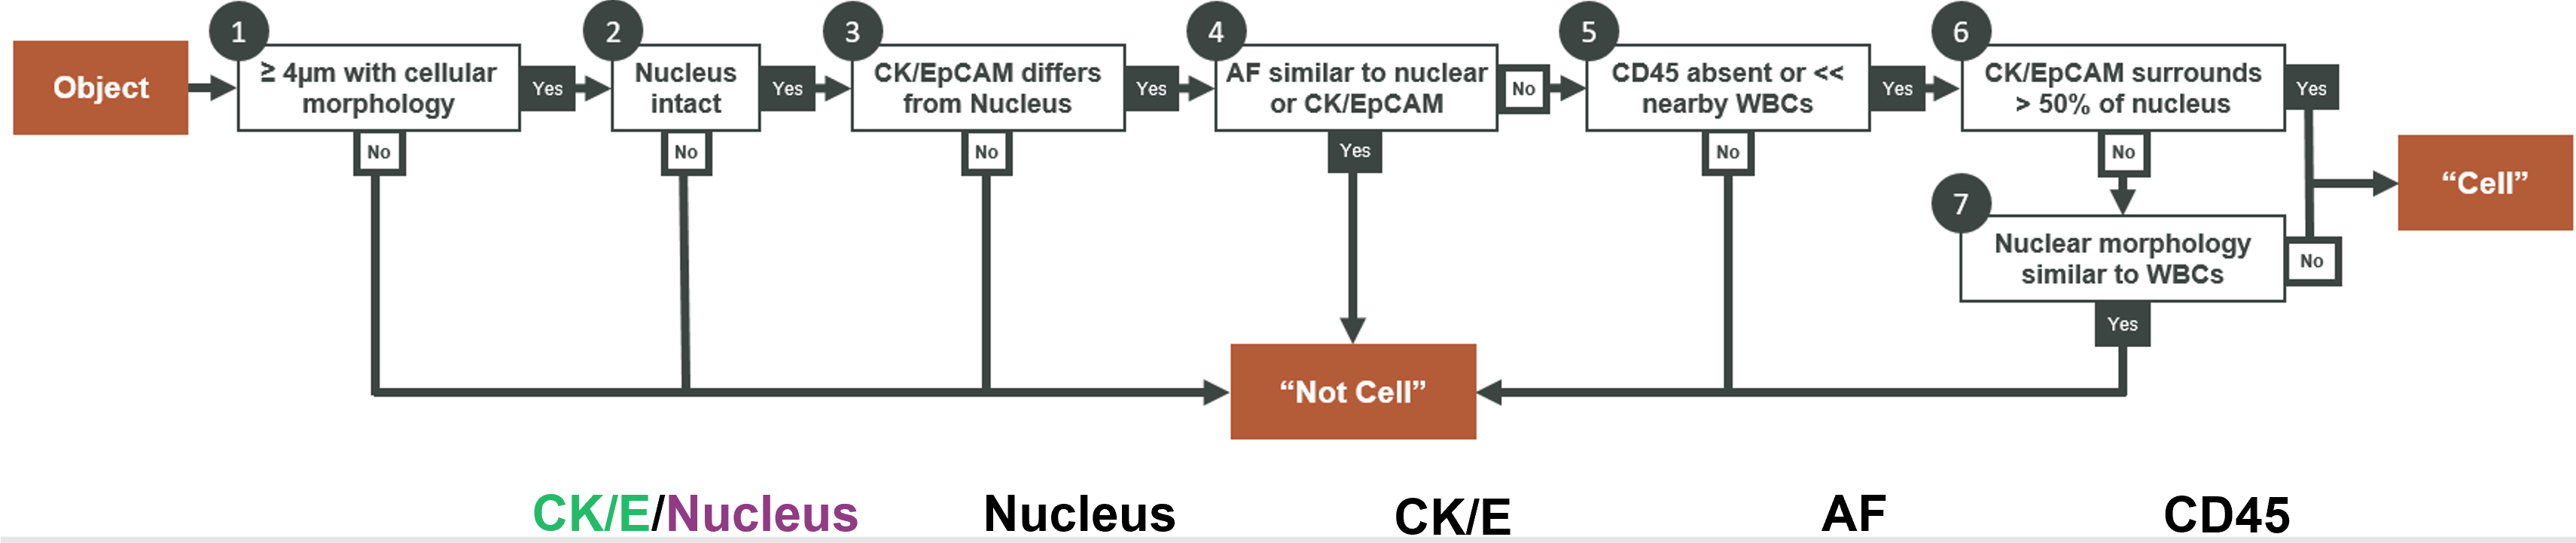 Object
1
≥ 4µm with cellular
morphology
Yes
No
2
Nucleus
intact
Yes
No
3
CK/EpCAM differs
from Nucleus
Yes
No
4
AF similar to nuclear
or CK/EpCAM
No
Yes
5
CD45 absent or <<
nearby WBCs
Yes
No
6
CK/EpCAM surrounds
> 50% of nucleus
Yes
No
7
Nuclear morphology
similar to WBCs
No
Yes
“Cell”
“Not Cell”
CK/E/Nucleus
Nucleus
CK/E
AF
CD45